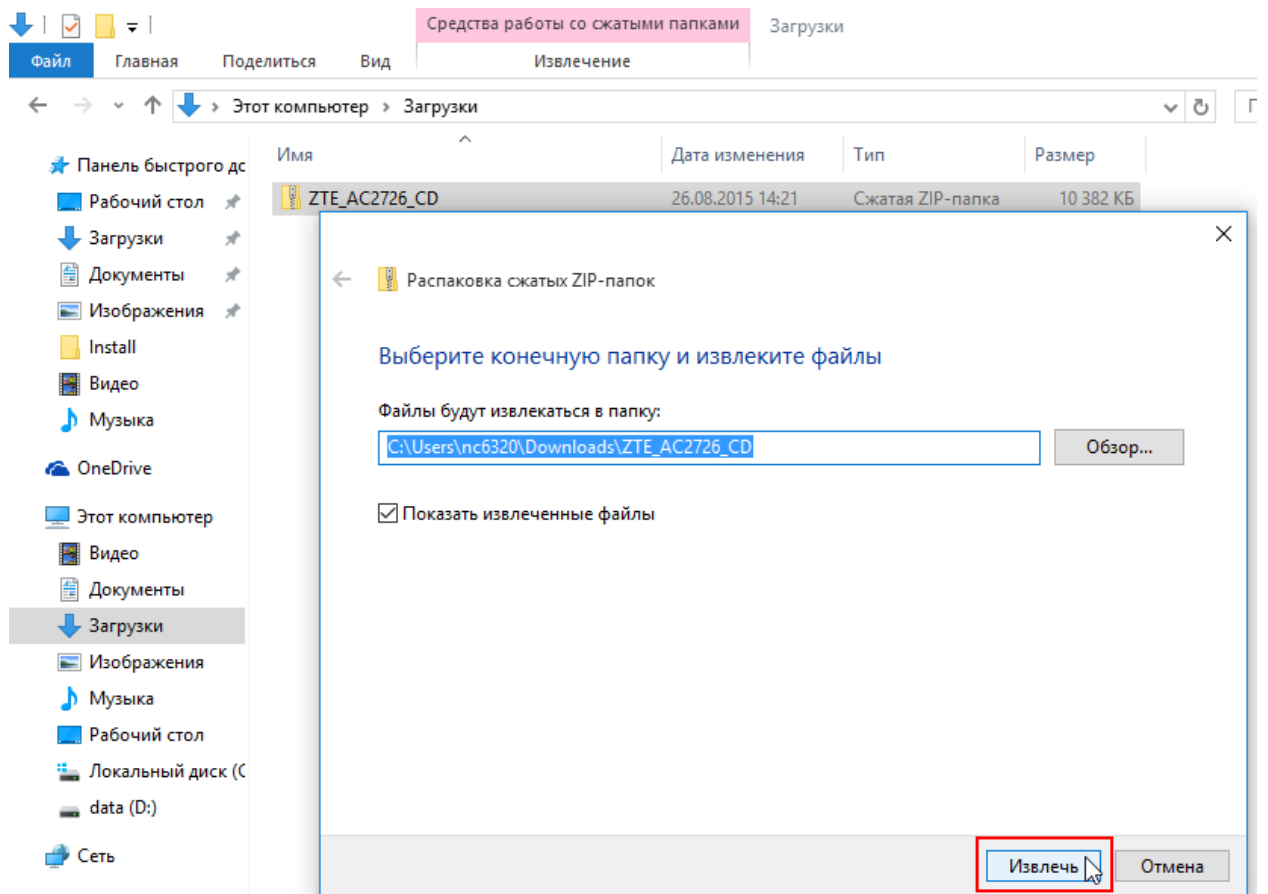 Средства работы со сжатыми папками
Загрузки
Файл
Главная
Поделиться
Вид
Извлечение
Этот компьютер
Загрузки
Имя
Дата изменения
Тип
Размер
ZTE_AC2726_CD
26.08.2015 14:21
Сжатая ZIP-папка
10 382 КБ
Панель быстрого дс
Рабочий стол
Загрузки
Документы
Изображения
Install
Видео
Музыка
OneDrive
Этот компьютер
Видео
Документы
Загрузки
Изображения
Музыка
Рабочий стол
Локальный диск (C
data (D:)
Сеть
Распаковка сжатых ZIP-папок
Выберите конечную папку и извлеките файлы
Файлы будут извлекаться в папку:
C:\Users\nc6320\Downloads\ZTE_AC2726_CD
Обзор...
Показать извлеченные файлы
Извлечь
Отмена